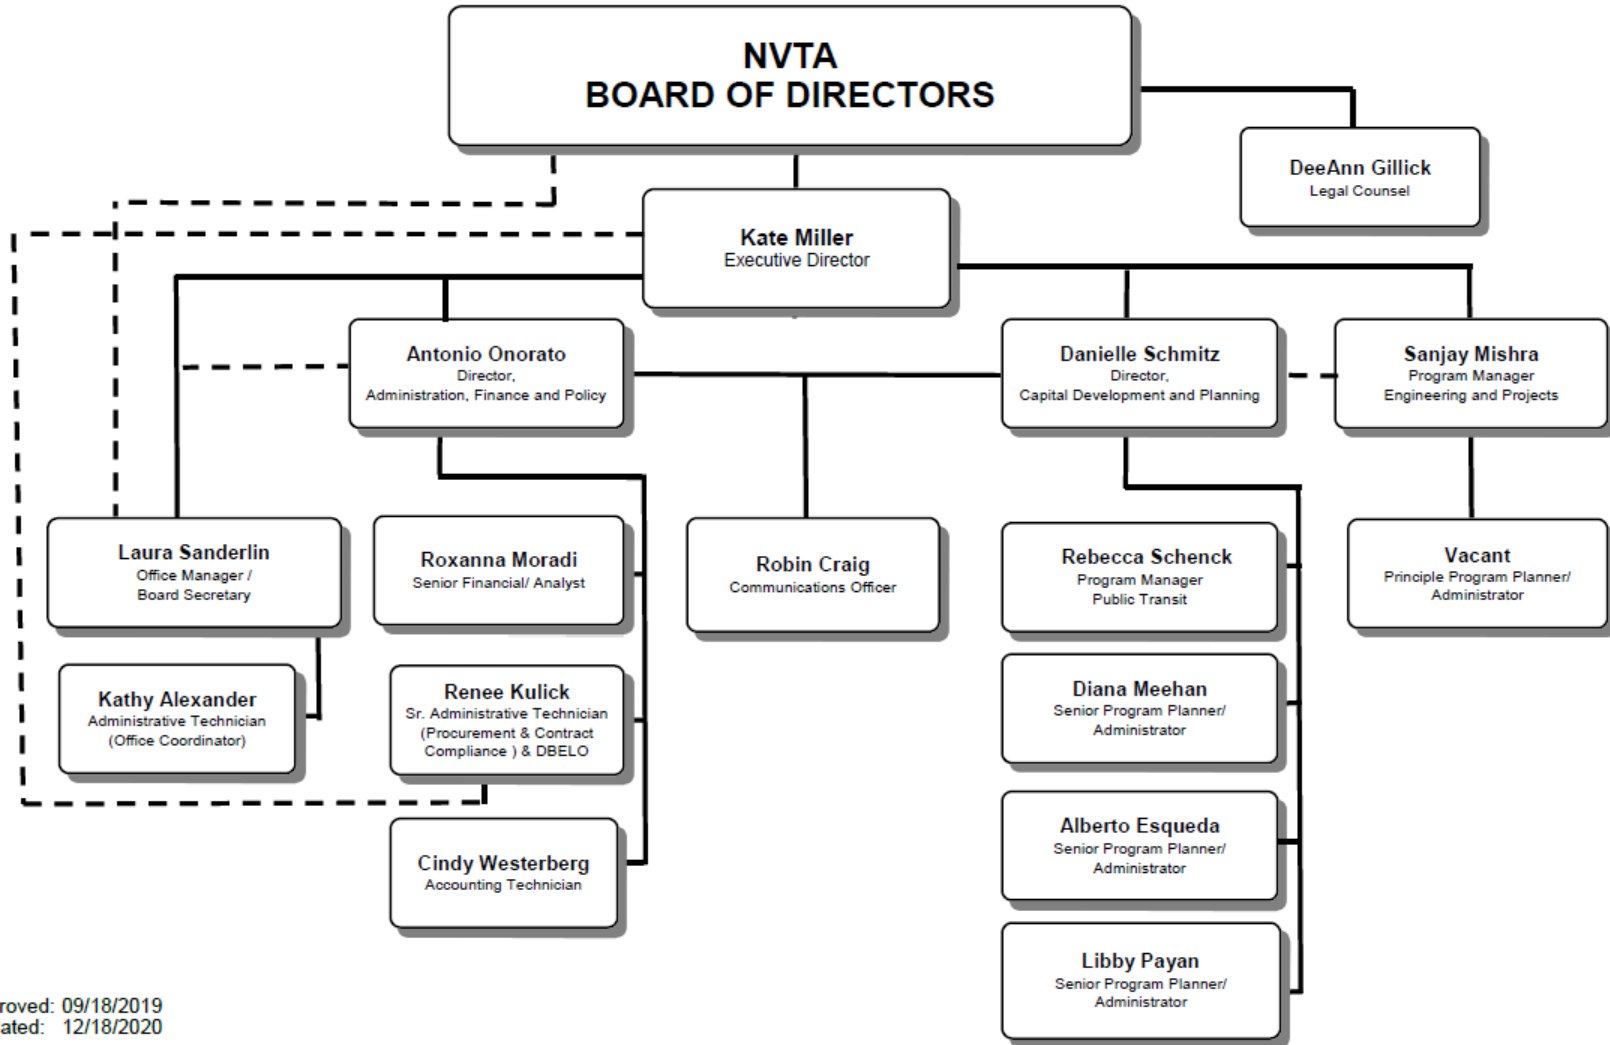 NVTA
BOARD OF DIRECTORS
DeeAnn Gillick
Legal Counsel
Kate Miller
Executive Director
Antonio Onorato
Director,
Administration, Finance and Policy
Danielle Schmitz
Director,
Capital Development and Planning
Sanjay Mishra
Program Manager
Engineering and Projects
Laura Sanderlin
Office Manager /
Board Secretary
Roxanna Moradi
Senior Financial/ Analyst
Robin Craig
Communications Officer
Rebecca Schenck
Program Manager
Public Transit
Vacant
Principle Program Planner/
Administrator
Kathy Alexander
Administrative Technician
(Office Coordinator)
Renee Kulick
Sr. Administrative Technician
(Procurement & Contract
Compliance ) & DBELO
Diana Meehan
Senior Program Planner/
Administrator
Cindy Westerberg
Accounting Technician
Alberto Esqueda
Senior Program Planner/
Administrator
Libby Payan
Senior Program Planner/
Administrator
roved: 09/18/2019
ated: 12/18/2020